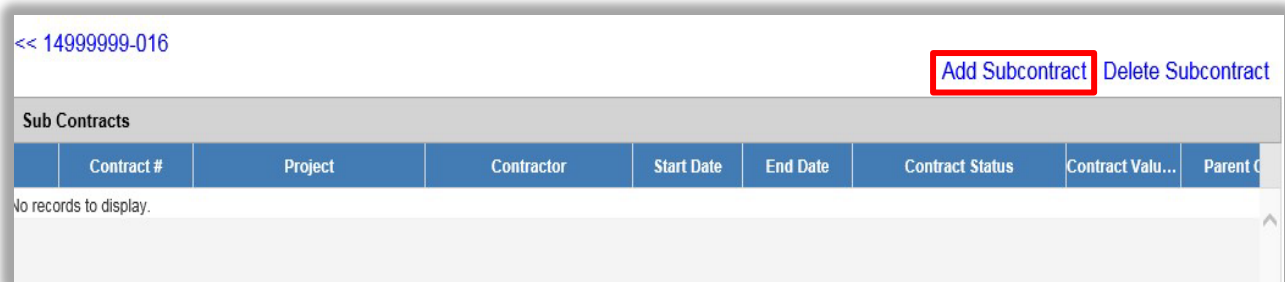 << 14999999-016
Add Subcontract Delete Subcontract
Sub Contracts
Contract # Project Contractor Start Date End Date Contract Status Contract Valu... Parent C
No records to display.